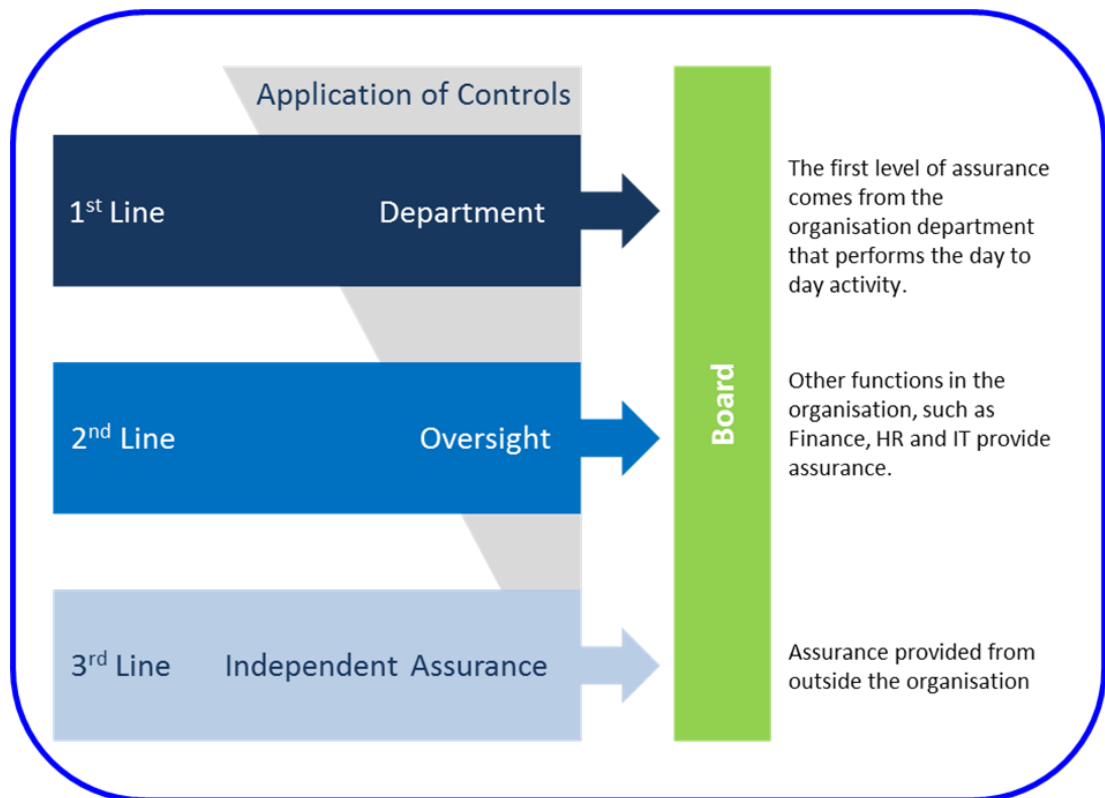 Application of Controls
1st Line Department
The first level of assurance
comes from the
organisation department
that performs the day to
day activity.
2nd Line Oversight
Board
Other functions in the
organisation, such as
Finance, HR and IT provide
assurance.
3rd Line Independent Assurance
Assurance provided from
outside the organisation